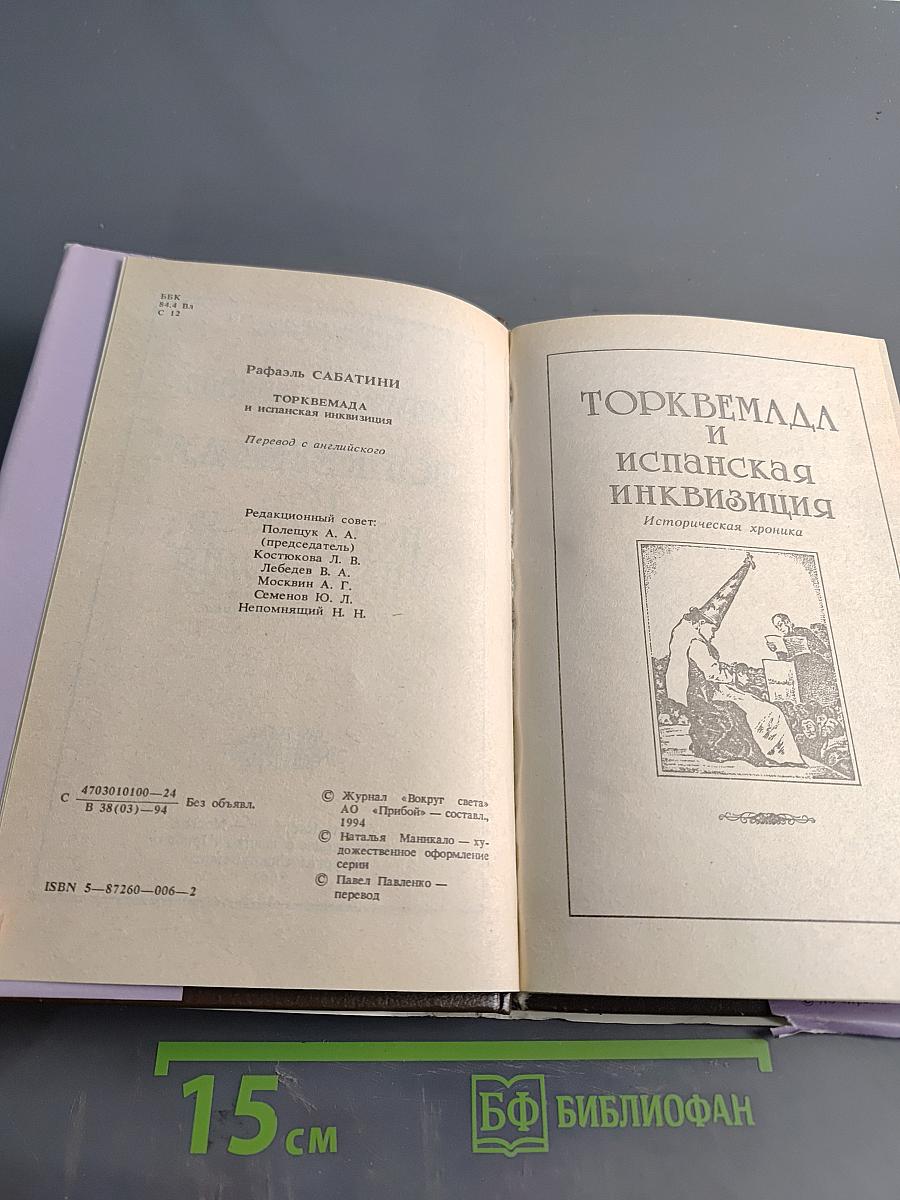 ББК
84.4 Вл
С 12
Рафаэль САБАТИНИ
ТОРКВЕМАДА
и испанская инквизиция
Перевод с английского
Редакционный совет:
Полещук А. А.
(председатель)
Костюкова Л. В.
Лебедев В. А.
Москвин А. Г.
Семенов Ю. Л.
Непомнящий Н. Н.
С 4703010100—24
В 38(03)—94 Без объявл.
© Журнал «Вокруг света»
АО «Прибой» — составл.,
1994
© Наталья Маникало — ху-
дожественное оформление
серии
© Павел Павленко —
перевод
ISBN 5—87260—006—2
ТОРКВЕМАДА
И
ИСПАНСКАЯ
ИНКВИЗИЦИЯ
Историческая хроника
15 см
БФ БИБЛИОФАН